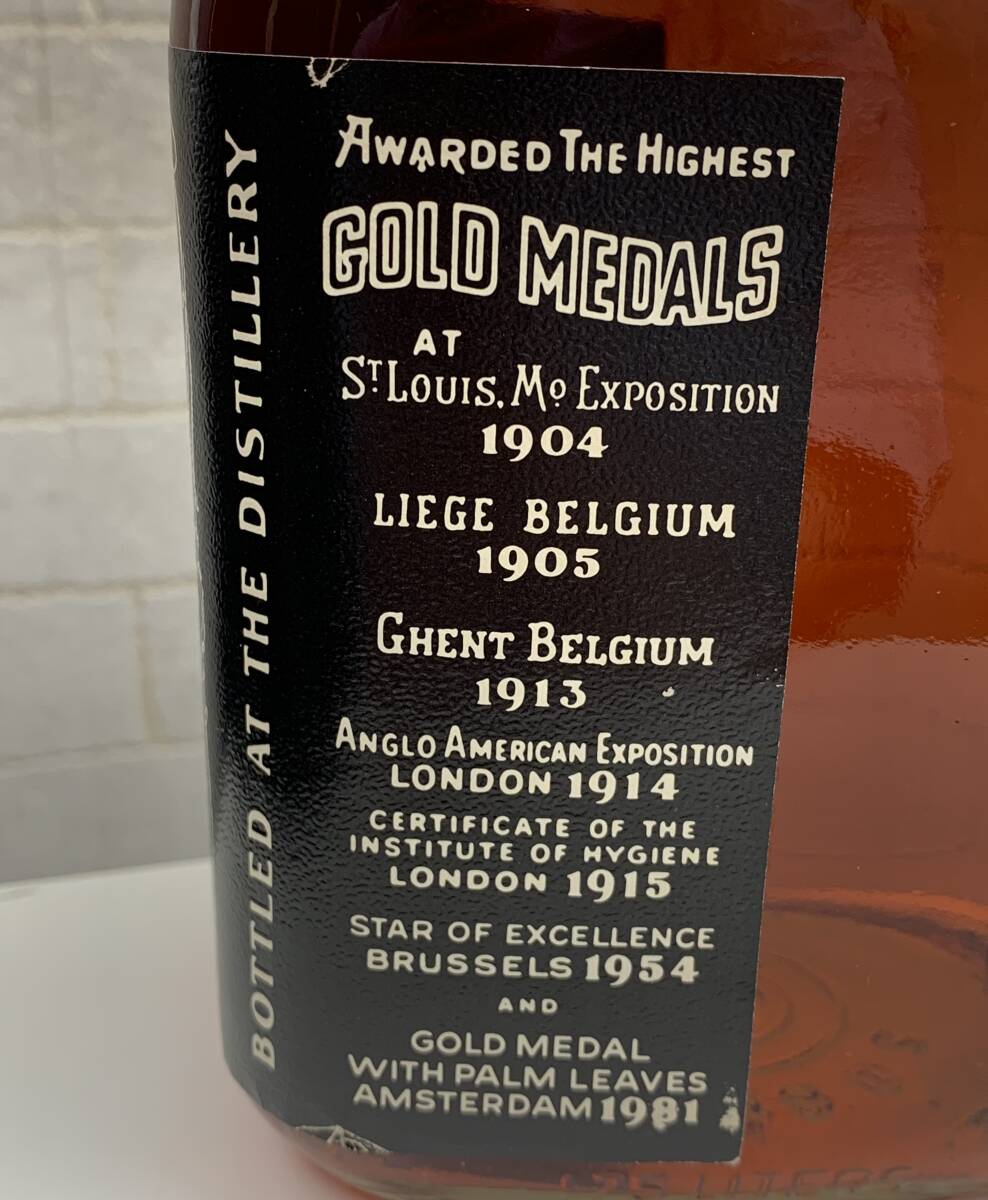 BOTTLED AT THE DISTILLERY
AWARDED THE HIGHEST
GOLD MEDALS
AT
ST LOUIS, MO EXPOSITION
1904
LIEGE BELGIUM
1905
GHENT BELGIUM
1913
ANGLO AMERICAN EXPOSITION
LONDON 1914
CERTIFICATE OF THE
INSTITUTE OF HYGIENE
LONDON 1915
STAR OF EXCELLENCE
BRUSSELS 1954
AND
GOLD MEDAL
WITH PALM LEAVES
AMSTERDAM 1981
LITERS